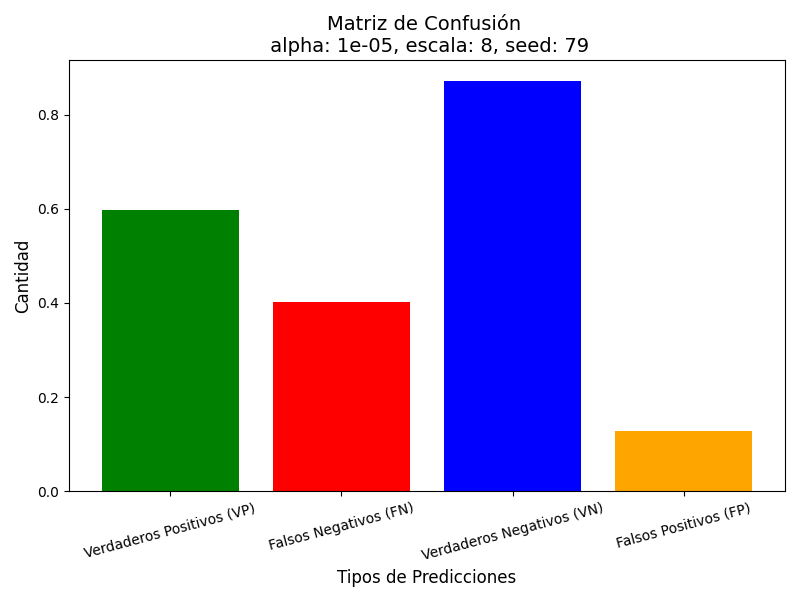 Matriz de Confusión
alpha: 1e-05, escala: 8, seed: 79
Cantidad
0.8
0.6
0.4
0.2
0.0
Verdaderos Positivos (VP)
Falsos Negativos (FN)
Verdaderos Negativos (VN)
Falsos Positivos (FP)
Tipos de Predicciones